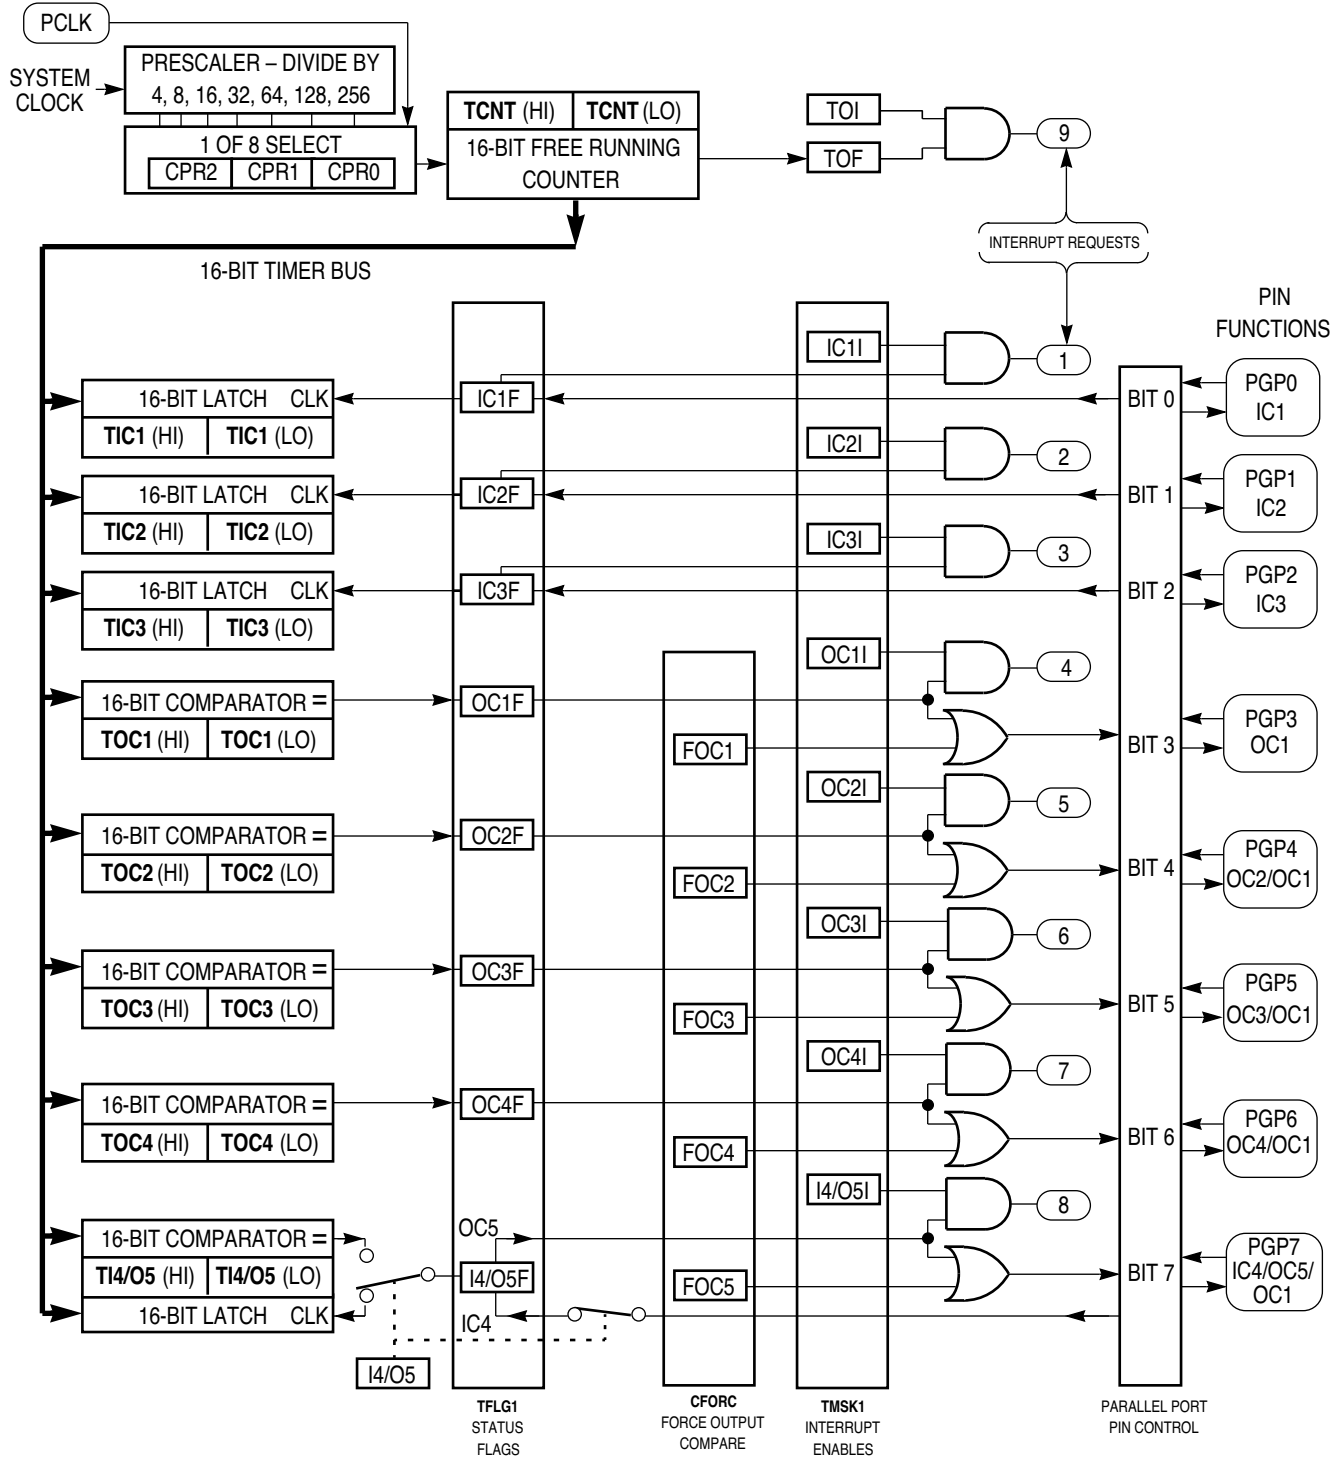 PCLK
SYSTEM
CLOCK
PRESCALER – DIVIDE BY
4, 8, 16, 32, 64, 128, 256
1 OF 8 SELECT
CPR2 CPR1 CPR0
TCNT (HI) TCNT (LO)
16-BIT FREE RUNNING
COUNTER
TOI
TOF
9
INTERRUPT REQUESTS
16-BIT TIMER BUS
PIN
FUNCTIONS
IC1I
1
16-BIT LATCH CLK
TIC1 (HI) TIC1 (LO)
IC1F
BIT 0
PGP0
IC1
IC2I
2
16-BIT LATCH CLK
TIC2 (HI) TIC2 (LO)
IC2F
BIT 1
PGP1
IC2
IC3I
3
16-BIT LATCH CLK
TIC3 (HI) TIC3 (LO)
IC3F
BIT 2
PGP2
IC3
OC1I
4
16-BIT COMPARATOR =
TOC1 (HI) TOC1 (LO)
OC1F
FOC1
BIT 3
PGP3
OC1
OC2I
5
16-BIT COMPARATOR =
TOC2 (HI) TOC2 (LO)
OC2F
FOC2
BIT 4
PGP4
OC2/OC1
OC3I
6
16-BIT COMPARATOR =
TOC3 (HI) TOC3 (LO)
OC3F
FOC3
BIT 5
PGP5
OC3/OC1
OC4I
7
16-BIT COMPARATOR =
TOC4 (HI) TOC4 (LO)
OC4F
FOC4
BIT 6
PGP6
OC4/OC1
I4/O5I
8
16-BIT COMPARATOR =
TI4/O5 (HI) TI4/O5 (LO)
16-BIT LATCH CLK
OC5
I4/O5F
IC4
FOC5
BIT 7
PGP7
IC4/OC5/
OC1
I4/O5
TFLG1
STATUS
FLAGS
CFORC
FORCE OUTPUT
COMPARE
TMSK1
INTERRUPT
ENABLES
PARALLEL PORT
PIN CONTROL